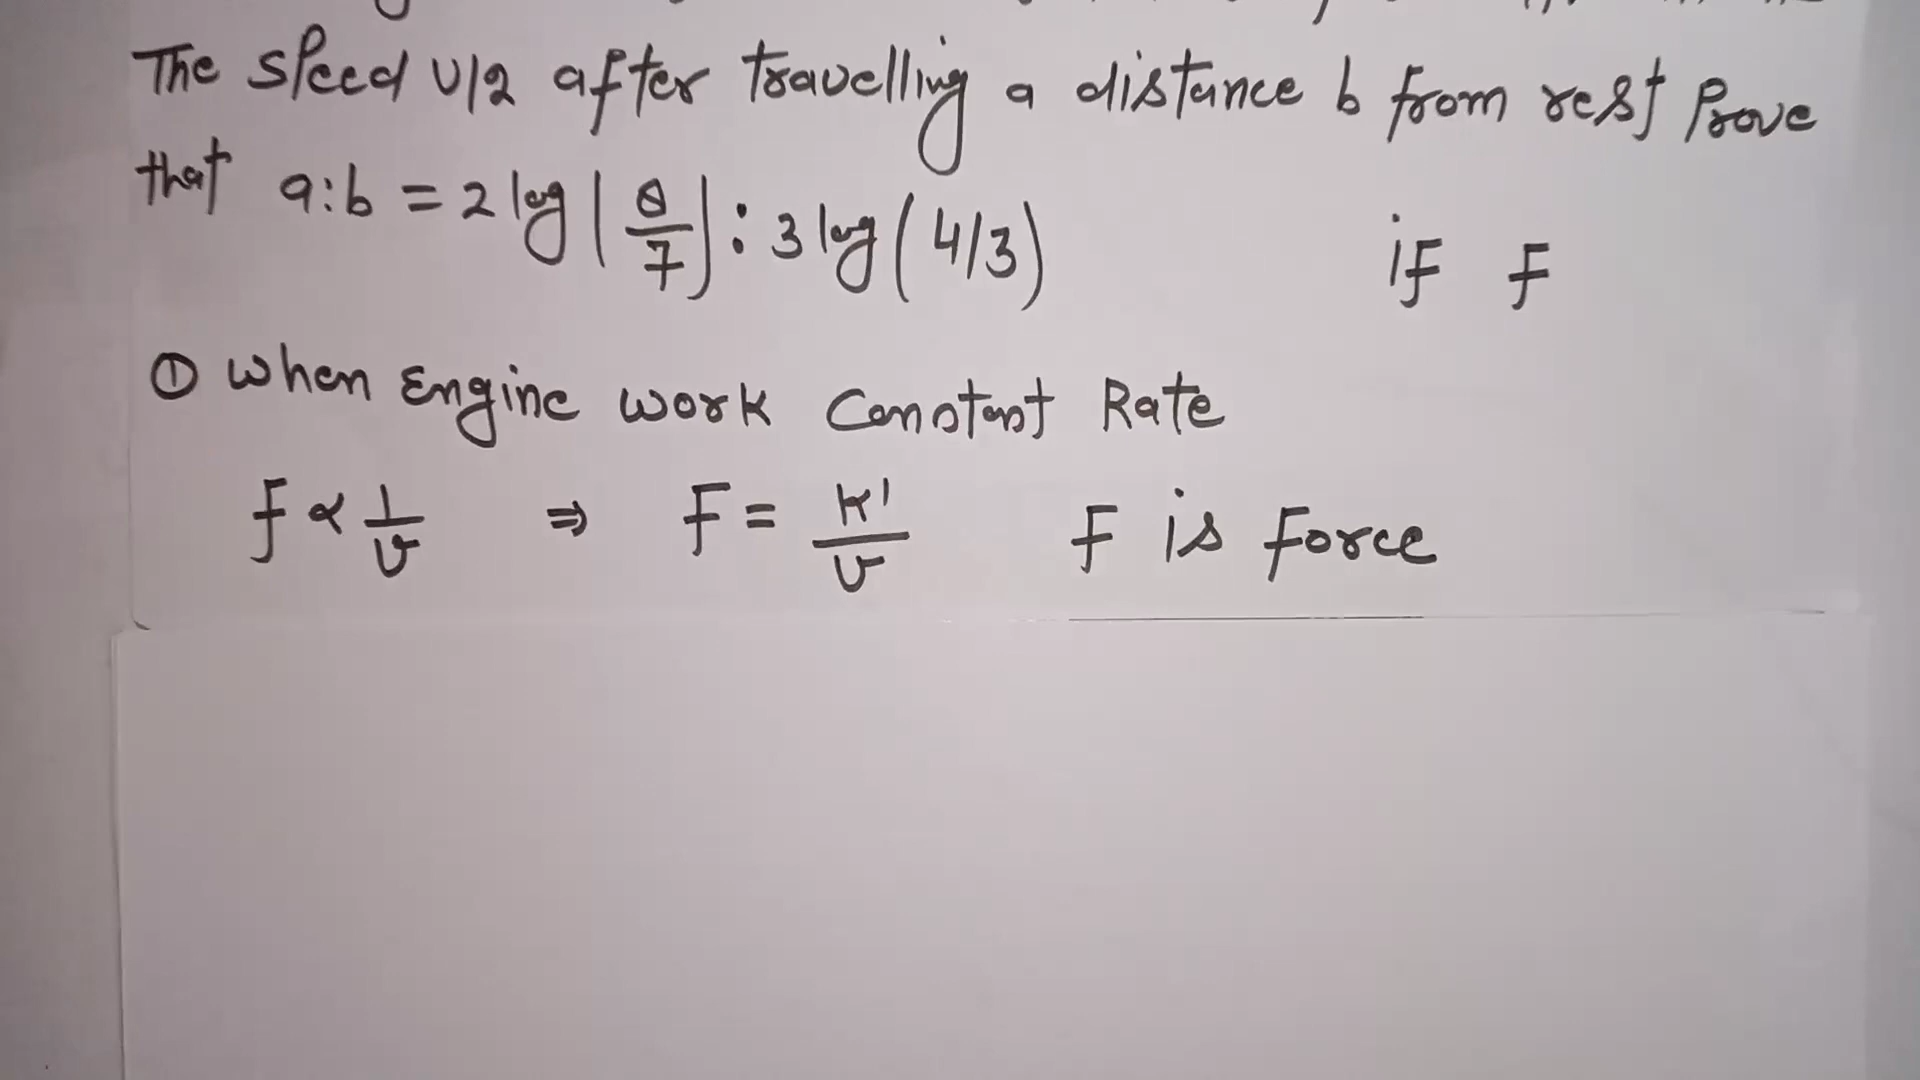 The speed U/2 after travelling a distance b from rest Prove
that a:b = 2 log (8/7) : 3 log (4/3) if F
① When Engine work Constant Rate
F ∝ 1/v ⇒ F = K'/v F is Force